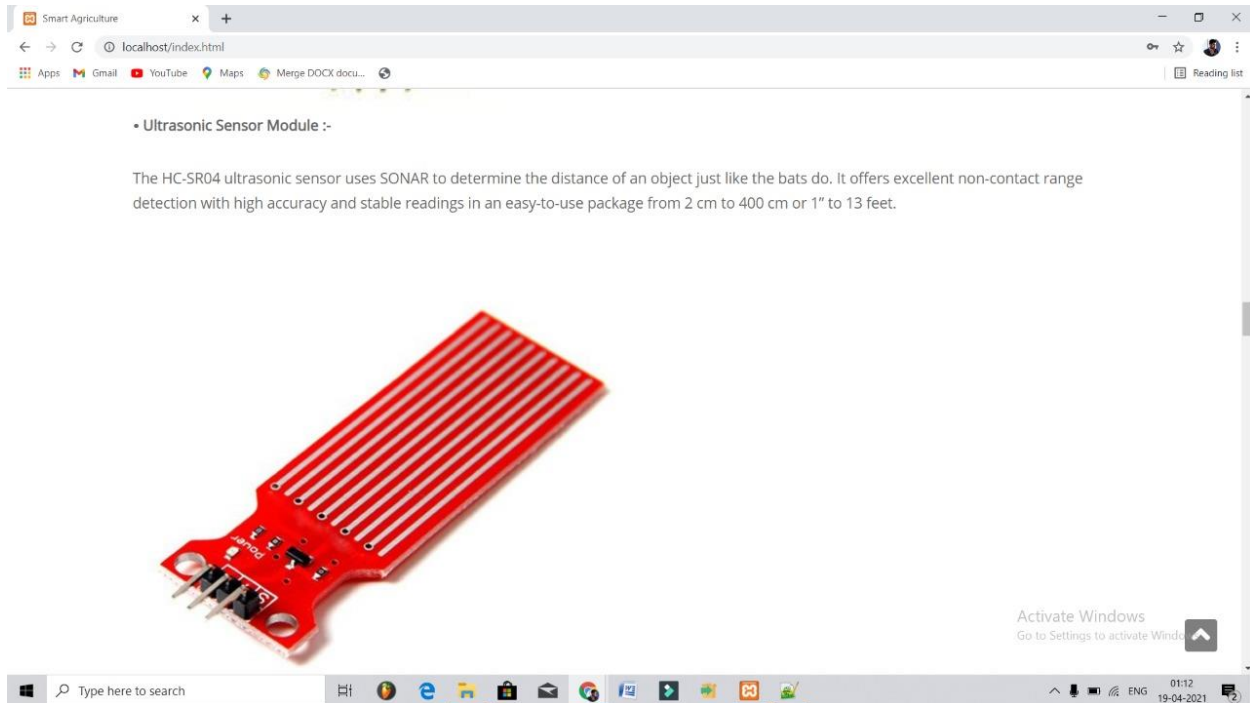 Smart Agriculture
localhost/index.html
Apps
Gmail
YouTube
Maps
Merge DOCX docu...
Reading list
• Ultrasonic Sensor Module :-
The HC-SR04 ultrasonic sensor uses SONAR to determine the distance of an object just like the bats do. It offers excellent non-contact range
detection with high accuracy and stable readings in an easy-to-use package from 2 cm to 400 cm or 1” to 13 feet.
Power
Activate Windows
Go to Settings to activate Windo
Type here to search
ENG
01:12
19-04-2021
2